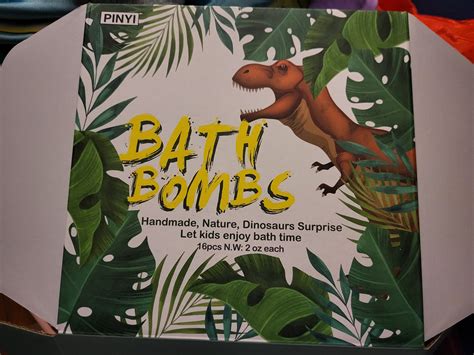 PINYI
BATH
BOMBS
Handmade, Nature, Dinosaurs Surprise
Let kids enjoy bath time
16pcs N.W: 2 oz each